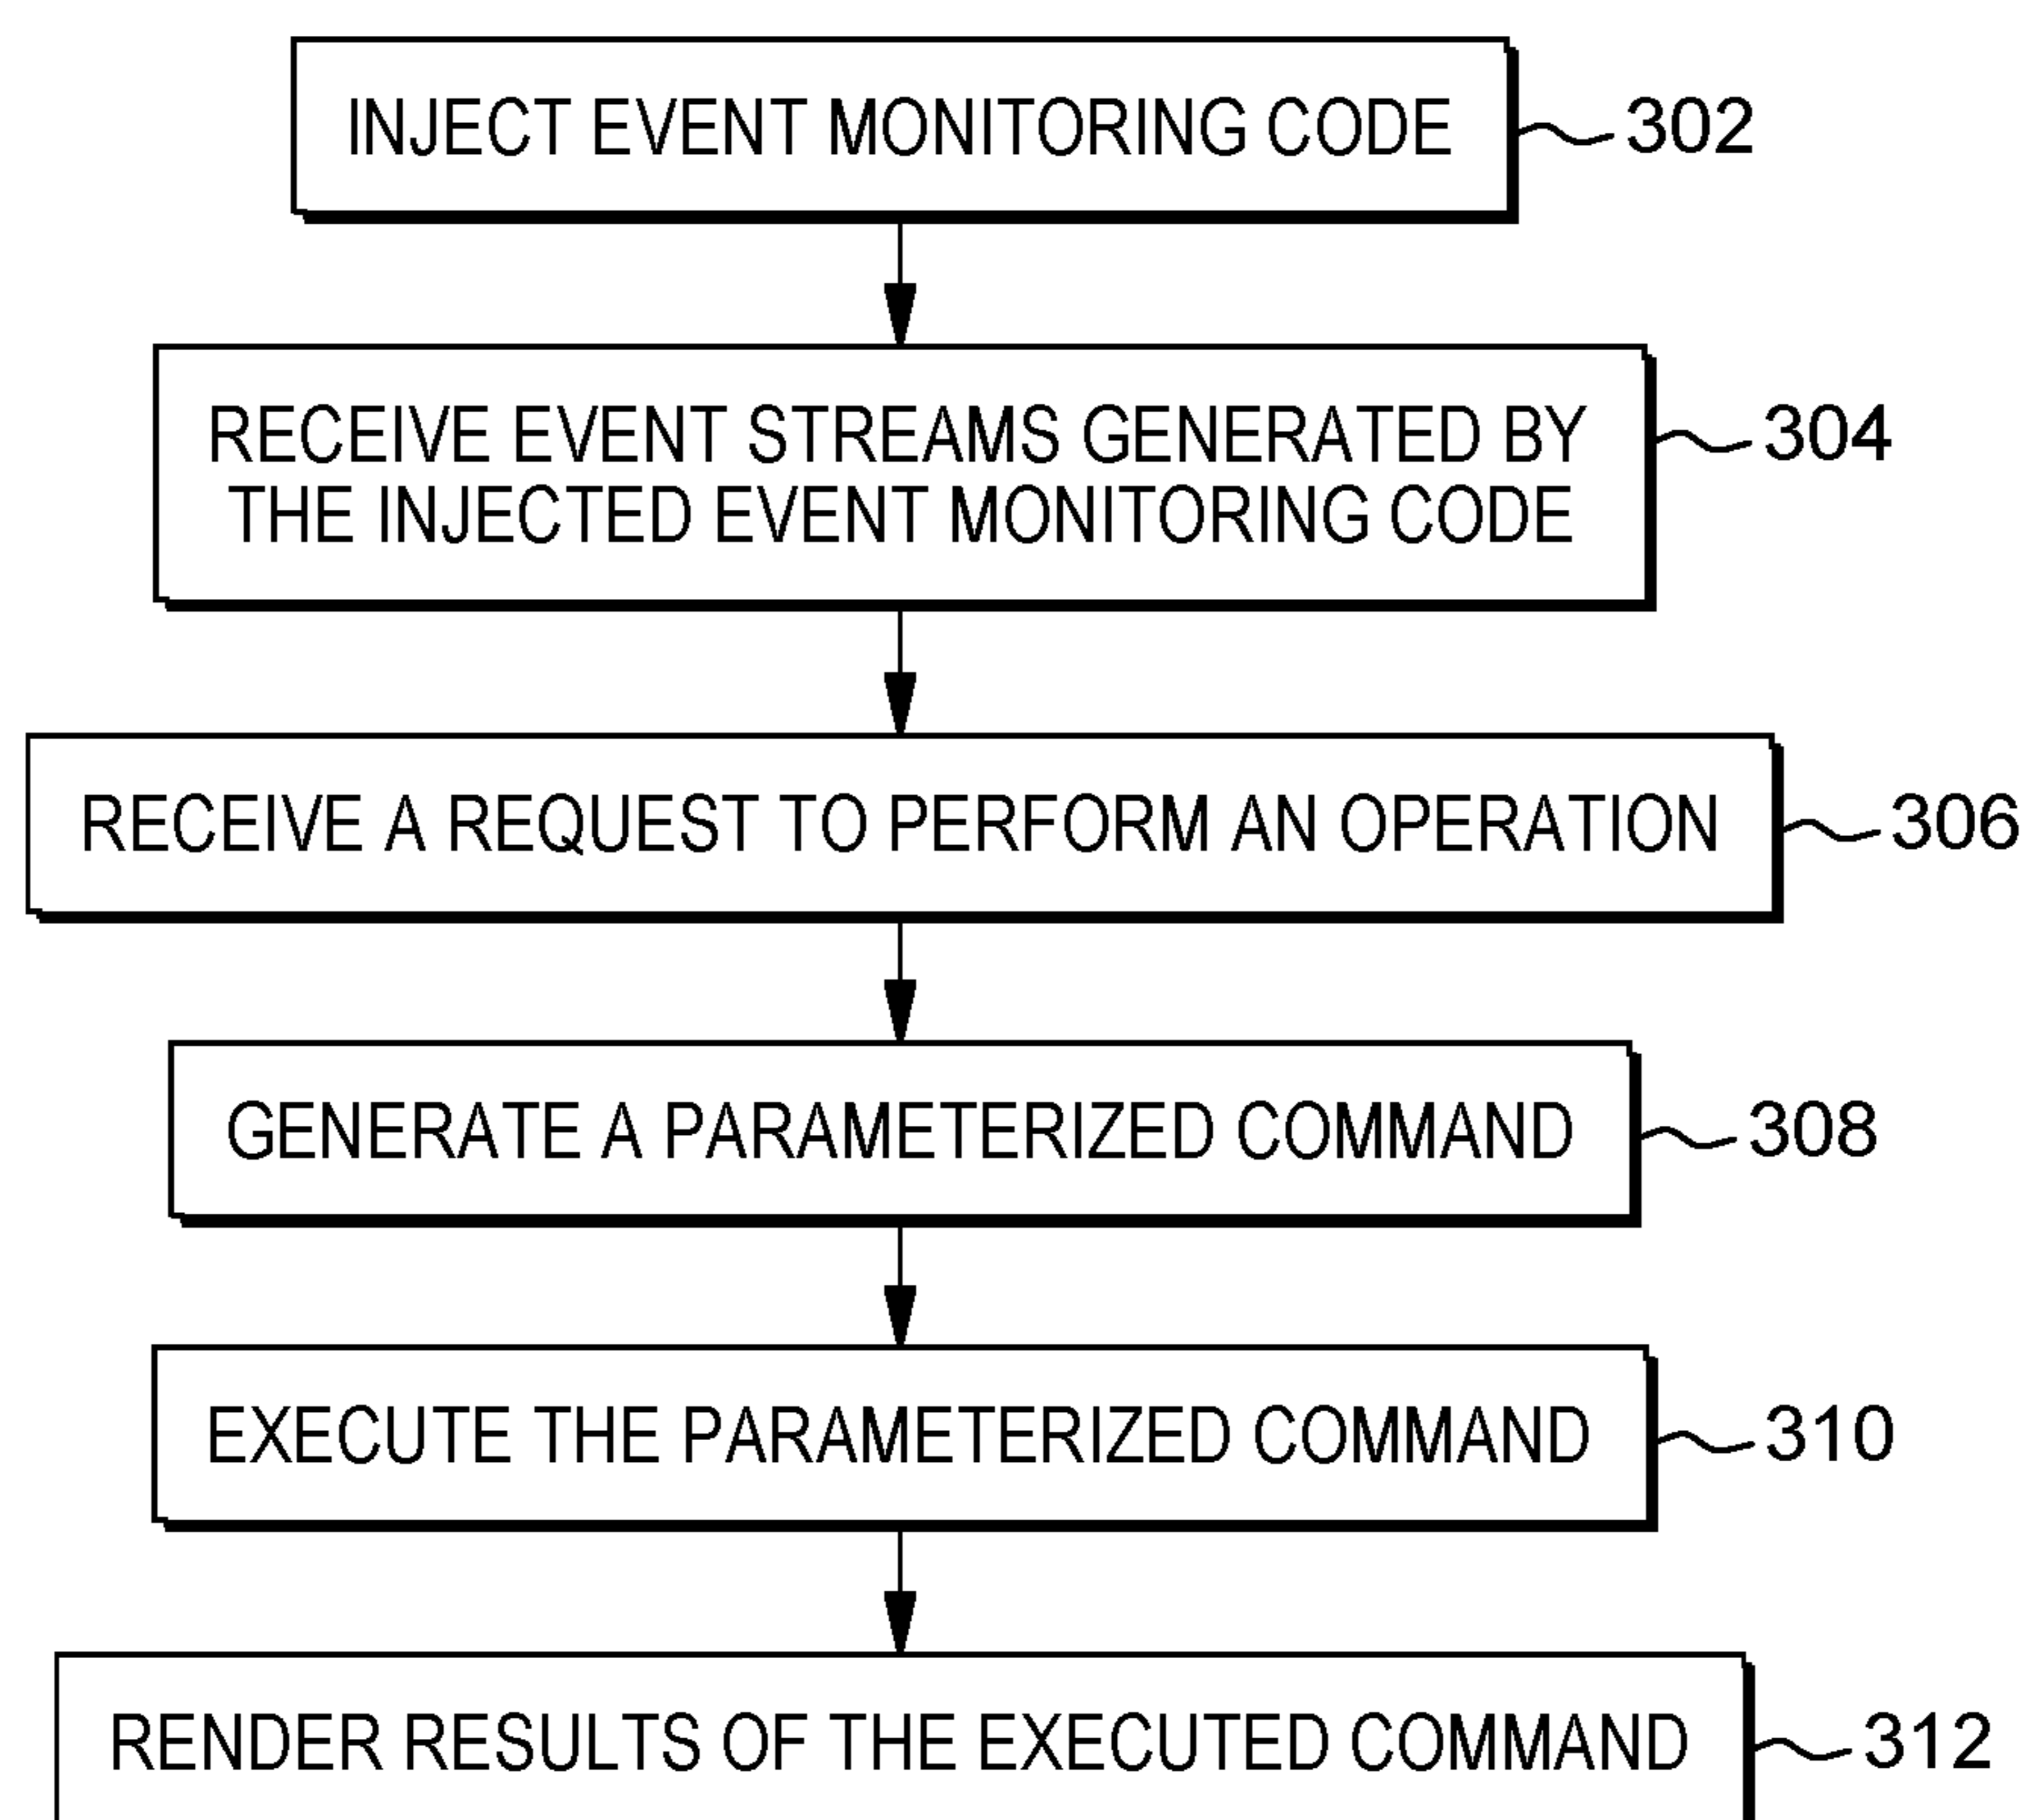 INJECT EVENT MONITORING CODE
302
RECEIVE EVENT STREAMS GENERATED BY
THE INJECTED EVENT MONITORING CODE
304
RECEIVE A REQUEST TO PERFORM AN OPERATION
306
GENERATE A PARAMETERIZED COMMAND
308
EXECUTE THE PARAMETERIZED COMMAND
310
RENDER RESULTS OF THE EXECUTED COMMAND
312